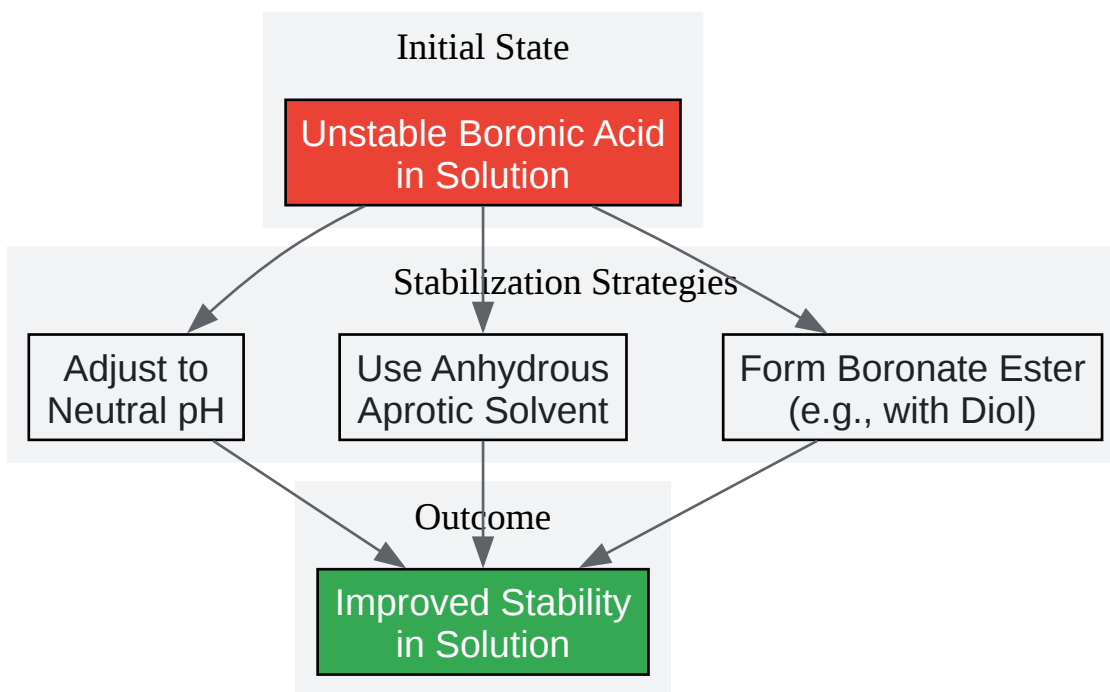 Initial State
Unstable Boronic Acid
in Solution
Stabilization Strategies
Adjust to
Neutral pH
Use Anhydrous
Aprotic Solvent
Form Boronate Ester
(e.g., with Diol)
Outcome
Improved Stability
in Solution